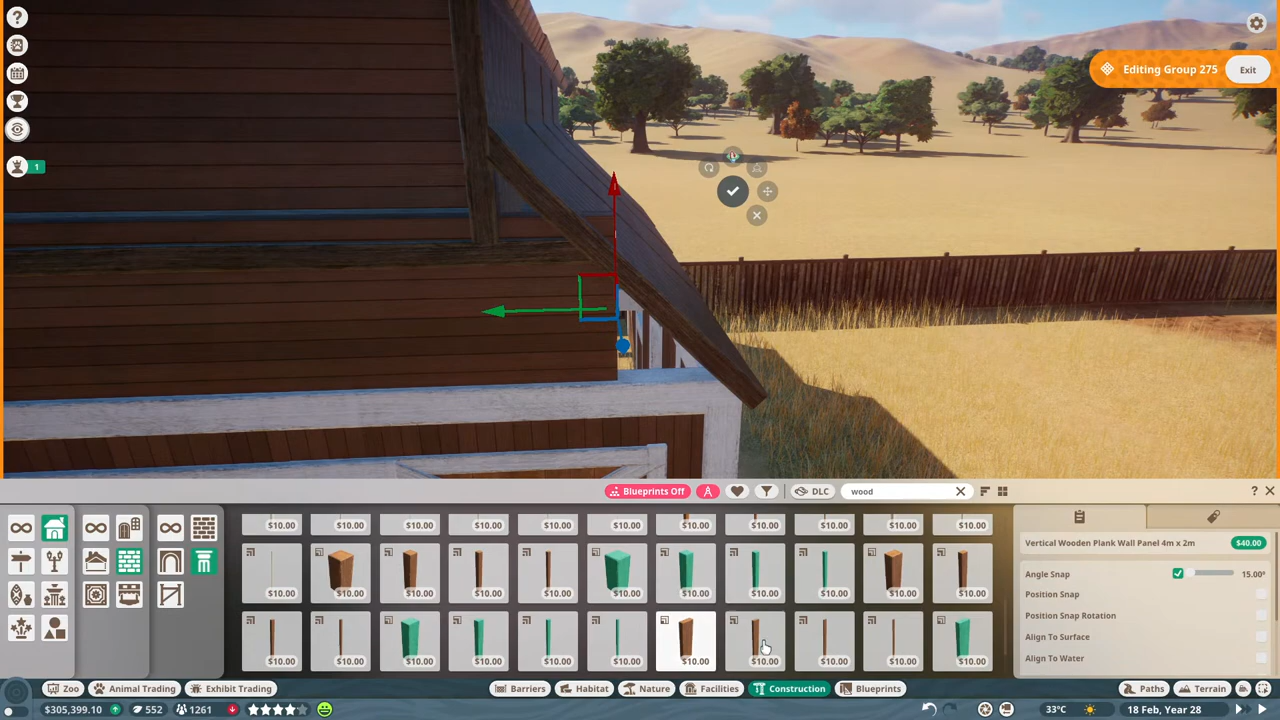 ?
Editing Group 275
Exit
1
Blueprints Off
DLC
wood
?
$10.00 $10.00 $10.00 $10.00 $10.00 $10.00 $10.00 $10.00 $10.00 $10.00 $10.00
$10.00 $10.00 $10.00 $10.00 $10.00 $10.00 $10.00 $10.00 $10.00 $10.00 $10.00
$10.00 $10.00 $10.00 $10.00 $10.00 $10.00 $10.00 $10.00 $10.00 $10.00 $10.00
Vertical Wooden Plank Wall Panel 4m x 2m $40.00
Angle Snap 15.00°
Position Snap
Position Snap Rotation
Align To Surface
Align To Water
Zoo Animal Trading Exhibit Trading Barriers Habitat Nature Facilities Construction Blueprints Paths Terrain
$305,399.10 552 1261 33°C 18 Feb, Year 28